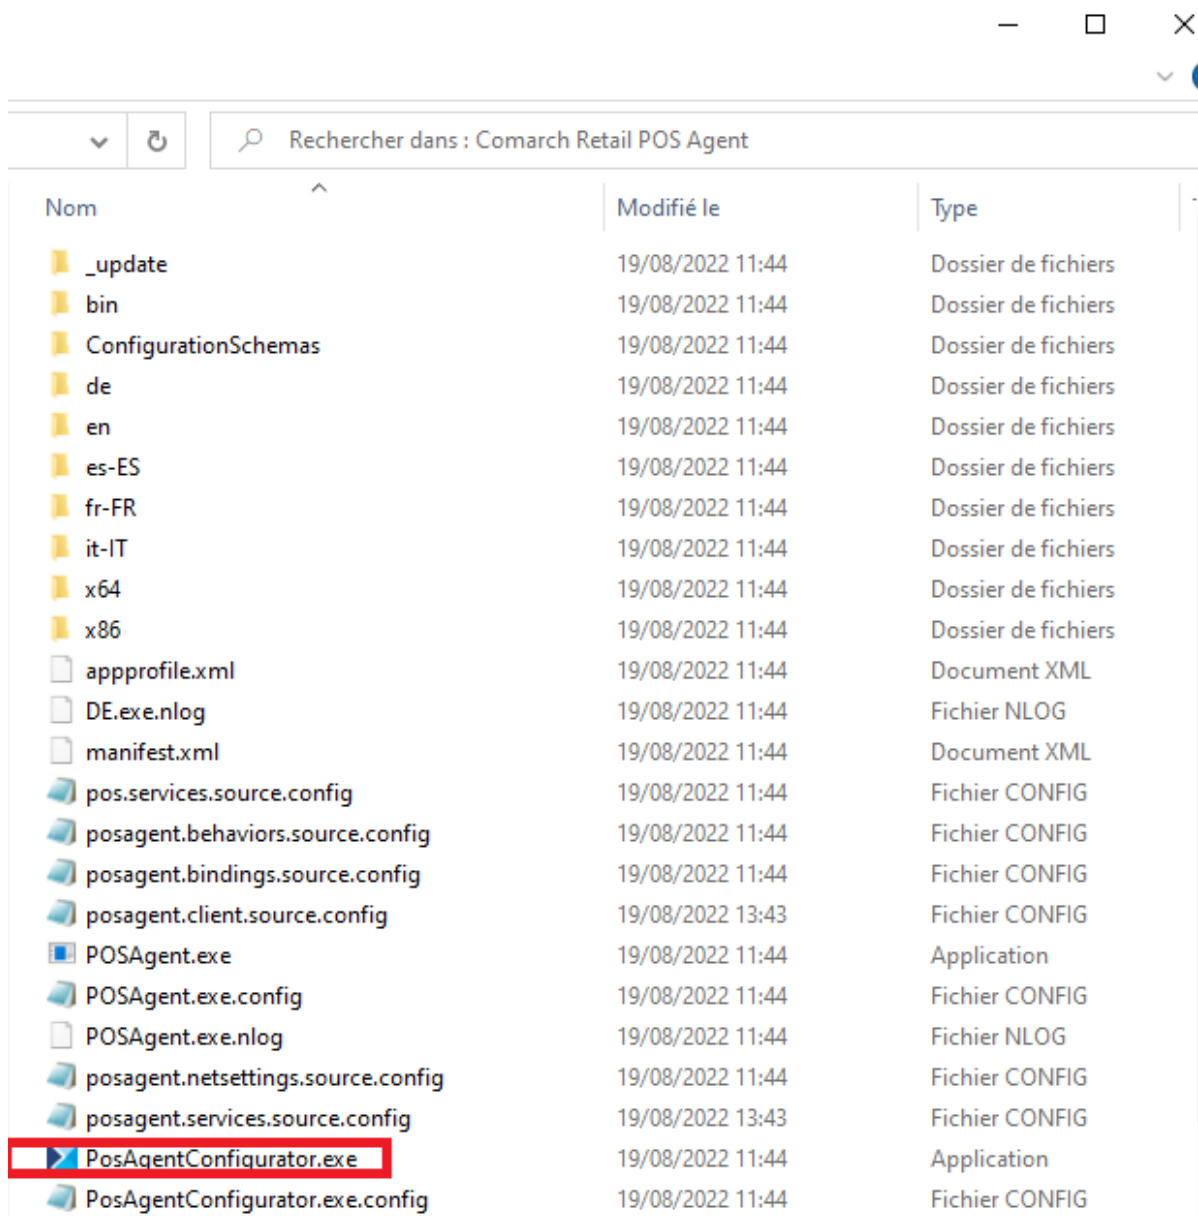 Rechercher dans : Comarch Retail POS Agent
Nom Modifié le Type
_update 19/08/2022 11:44 Dossier de fichiers
bin 19/08/2022 11:44 Dossier de fichiers
ConfigurationSchemas 19/08/2022 11:44 Dossier de fichiers
de 19/08/2022 11:44 Dossier de fichiers
en 19/08/2022 11:44 Dossier de fichiers
es-ES 19/08/2022 11:44 Dossier de fichiers
fr-FR 19/08/2022 11:44 Dossier de fichiers
it-IT 19/08/2022 11:44 Dossier de fichiers
x64 19/08/2022 11:44 Dossier de fichiers
x86 19/08/2022 11:44 Dossier de fichiers
appprofile.xml 19/08/2022 11:44 Document XML
DE.exe.nlog 19/08/2022 11:44 Fichier NLOG
manifest.xml 19/08/2022 11:44 Document XML
pos.services.source.config 19/08/2022 11:44 Fichier CONFIG
posagent.behaviors.source.config 19/08/2022 11:44 Fichier CONFIG
posagent.bindings.source.config 19/08/2022 11:44 Fichier CONFIG
posagent.client.source.config 19/08/2022 13:43 Fichier CONFIG
POSAgent.exe 19/08/2022 11:44 Application
POSAgent.exe.config 19/08/2022 11:44 Fichier CONFIG
POSAgent.exe.nlog 19/08/2022 11:44 Fichier NLOG
posagent.netsettings.source.config 19/08/2022 11:44 Fichier CONFIG
posagent.services.source.config 19/08/2022 13:43 Fichier CONFIG
PosAgentConfigurator.exe 19/08/2022 11:44 Application
PosAgentConfigurator.exe.config 19/08/2022 11:44 Fichier CONFIG